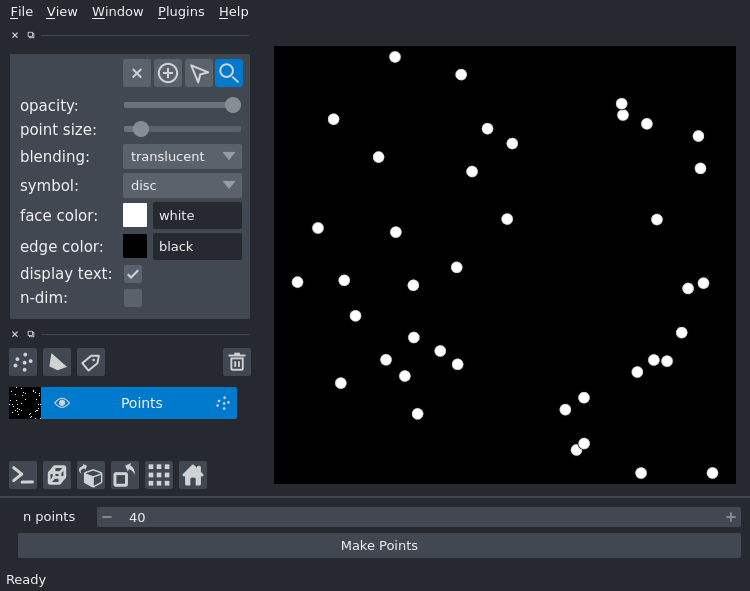 File View Window Plugins Help
opacity:
point size:
blending: translucent
symbol: disc
face color: white
edge color: black
display text:
n-dim:
Points
n points 40
Make Points
Ready